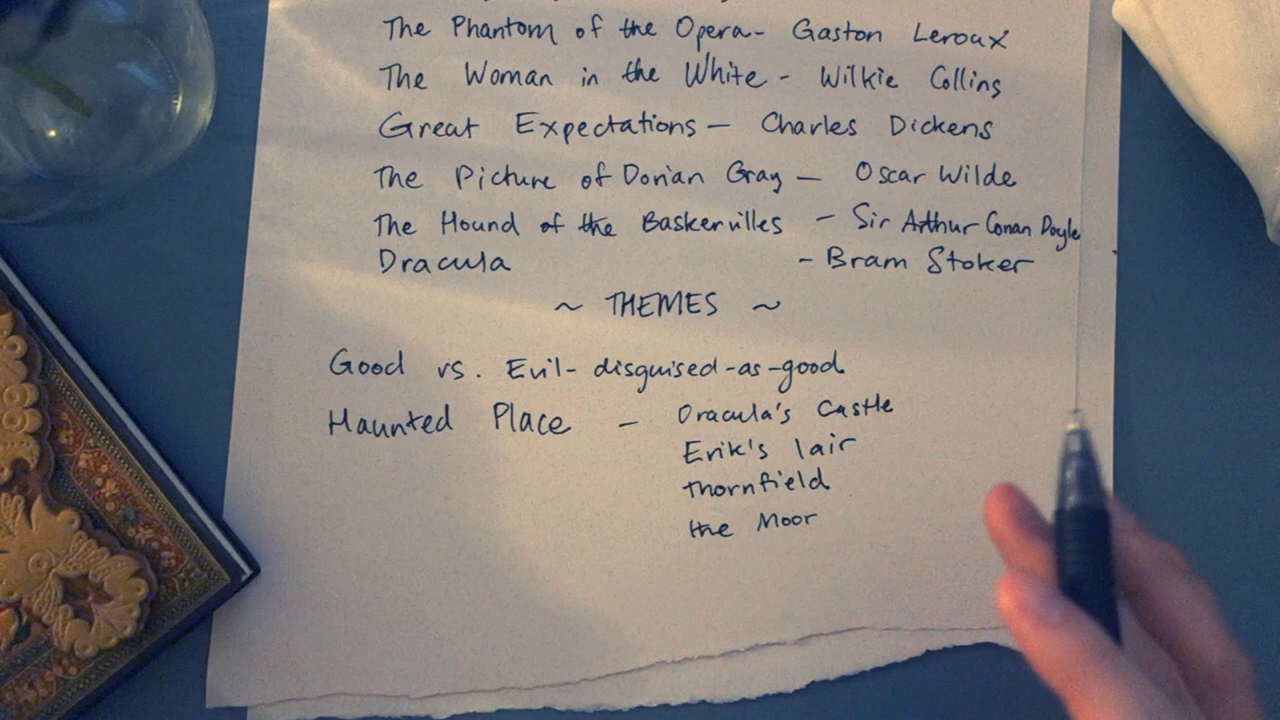 The Phantom of the Opera- Gaston Leroux
The Woman in the White - Wilkie Collins
Great Expectations - Charles Dickens
The Picture of Dorian Gray - Oscar Wilde
The Hound of the Baskervilles - Sir Arthur Conan Doyle
Dracula - Bram Stoker
~ THEMES ~
Good vs. Evil- disguised-as-good
Haunted Place - Dracula's Castle
Erik's lair
Thornfield
the Moor